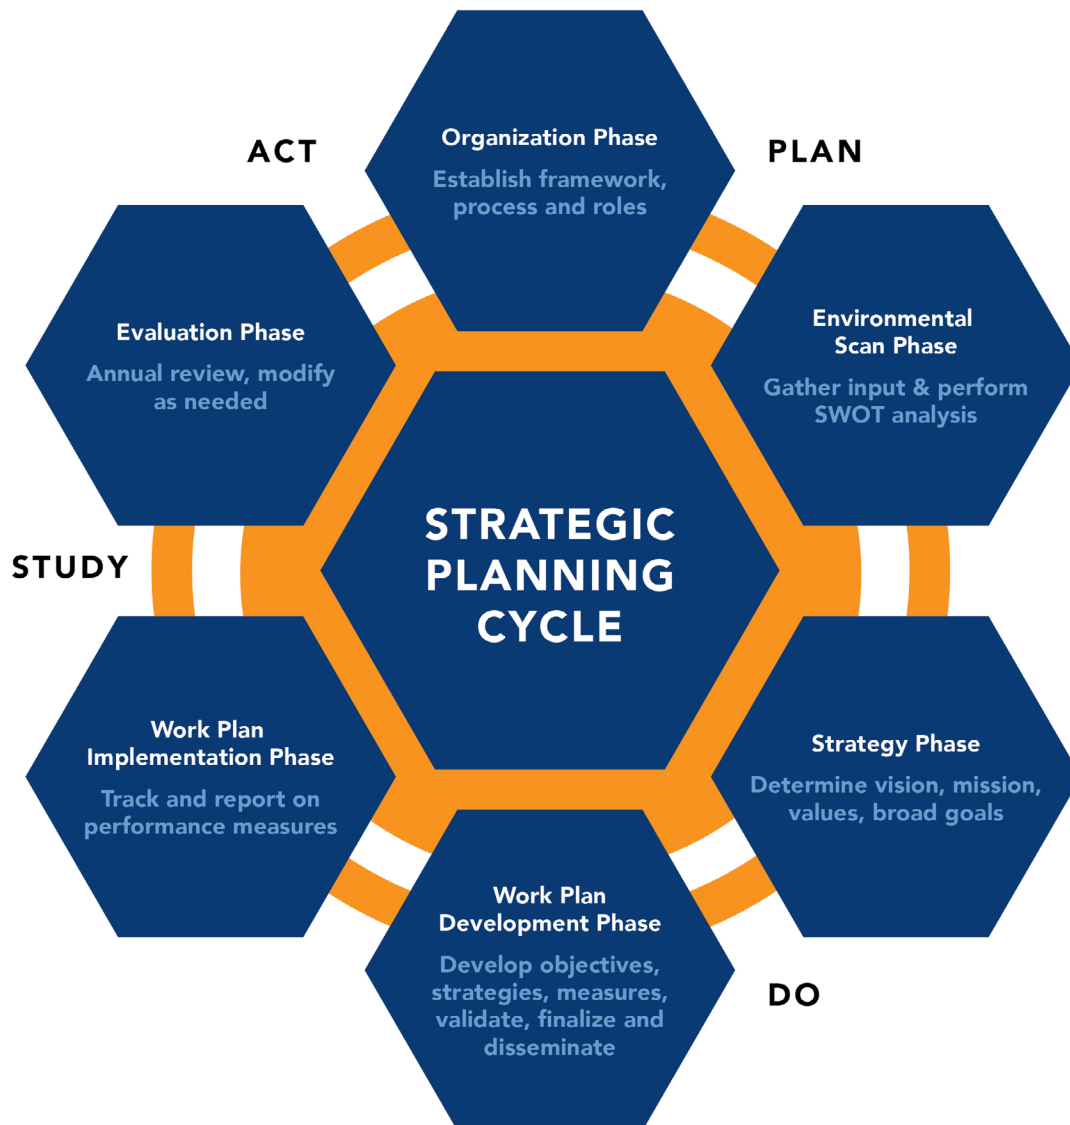 ACT
Organization Phase
Establish framework,
process and roles
PLAN
Evaluation Phase
Annual review, modify
as needed
Environmental
Scan Phase
Gather input & perform
SWOT analysis
STRATEGIC
PLANNING
CYCLE
STUDY
Work Plan
Implementation Phase
Track and report on
performance measures
Strategy Phase
Determine vision, mission,
values, broad goals
Work Plan
Development Phase
Develop objectives,
strategies, measures,
validate, finalize and
disseminate
DO